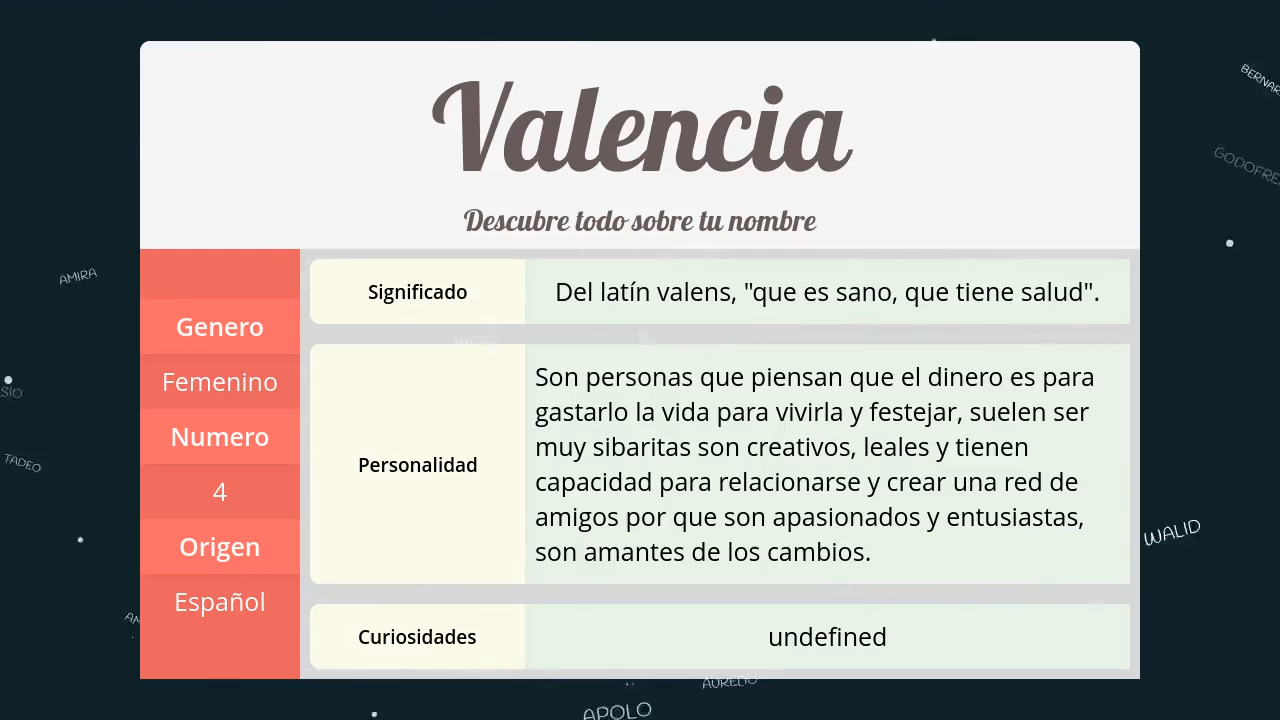 Valencia
Descubre todo sobre tu nombre
Genero
Femenino
Numero
4
Origen
Español
Significado
Del latín valens, "que es sano, que tiene salud".
Personalidad
Son personas que piensan que el dinero es para
gastarlo la vida para vivirla y festejar, suelen ser
muy sibaritas son creativos, leales y tienen
capacidad para relacionarse y crear una red de
amigos por que son apasionados y entusiastas,
son amantes de los cambios.
Curiosidades
undefined
AMIRA
TADEO
WALID
AURELIO
APOLO